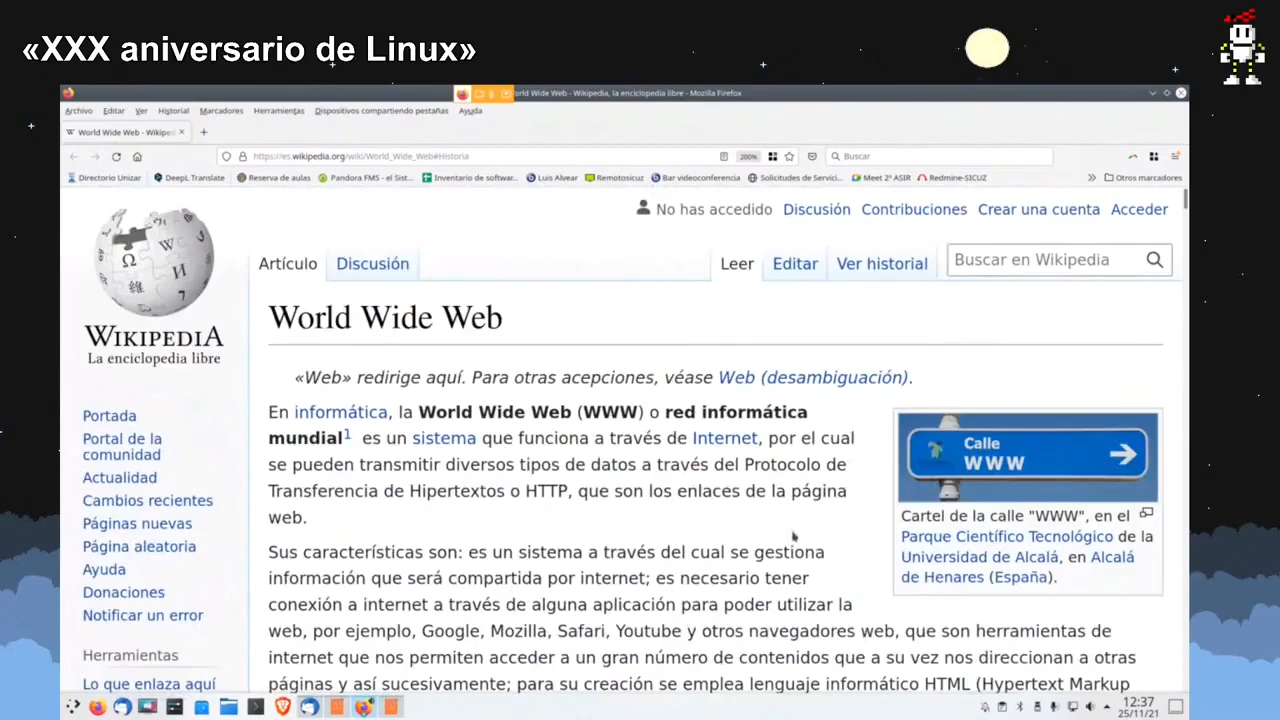 «XXX aniversario de Linux»
World Wide Web - Wikipedia, la enciclopedia libre - Mozilla Firefox
Archivo Editar Ver Historial Marcadores Herramientas Dispositivos compartiendo pestañas Ayuda
World Wide Web - Wikiped
https://es.wikipedia.org/wiki/World_Wide_Web#Historia 200% Buscar
Directorio Unizar DeepL Translate Reserva de aulas Pandora FMS - el Sist... Inventario de softwar... Luis Alvear Remotosicuz Bar videoconferencia Solicitudes de Servici... Meet 2º ASIR Redmine-SICUZ Otros marcadores
No has accedido Discusión Contribuciones Crear una cuenta Acceder
Artículo Discusión Leer Editar Ver historial Buscar en Wikipedia
WIKIPEDIA
La enciclopedia libre
Portada
Portal de la
comunidad
Actualidad
Cambios recientes
Páginas nuevas
Página aleatoria
Ayuda
Donaciones
Notificar un error
Herramientas
Lo que enlaza aquí
World Wide Web
«Web» redirige aquí. Para otras acepciones, véase Web (desambiguación).
En informática, la World Wide Web (WWW) o red informática
mundial1 es un sistema que funciona a través de Internet, por el cual
se pueden transmitir diversos tipos de datos a través del Protocolo de
Transferencia de Hipertextos o HTTP, que son los enlaces de la página
web.
Sus características son: es un sistema a través del cual se gestiona
información que será compartida por internet; es necesario tener
conexión a internet a través de alguna aplicación para poder utilizar la
web, por ejemplo, Google, Mozilla, Safari, Youtube y otros navegadores web, que son herramientas de
internet que nos permiten acceder a un gran número de contenidos que a su vez nos direccionan a otras
páginas y así sucesivamente; para su creación se emplea lenguaje informático HTML (Hypertext Markup
Calle
WWW
Cartel de la calle "WWW", en el
Parque Científico Tecnológico de la
Universidad de Alcalá, en Alcalá
de Henares (España).
12:37
25/11/21